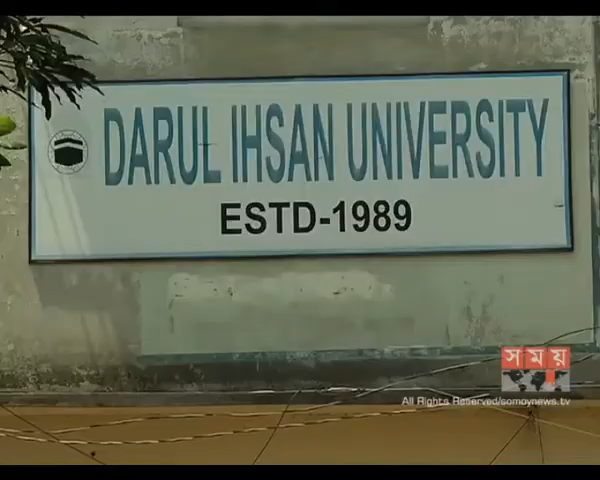 DARUL IHSAN UNIVERSITY
ESTD-1989
সময়
All Rights Reserved/somoynews.tv